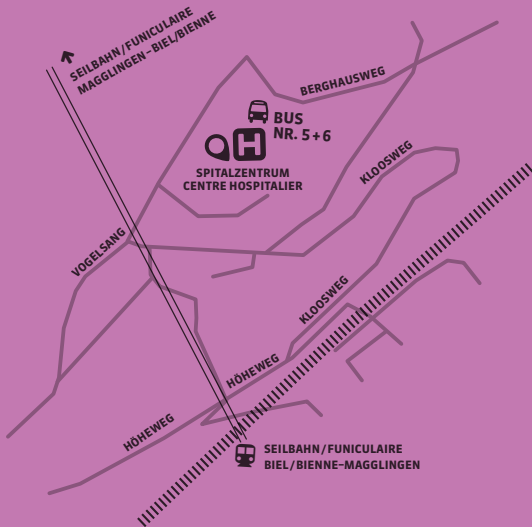 SEILBAHN/FUNICULAIRE
MAGGLINGEN–BIEL/BIENNE
BERGHAUSWEG
BUS
NR. 5+6
H
SPITALZENTRUM
CENTRE HOSPITALIER
KLOOSWEG
VOGELSANG
KLOOSWEG
HÖHEWEG
HÖHEWEG
SEILBAHN/FUNICULAIRE
BIEL/BIENNE–MAGGLINGEN